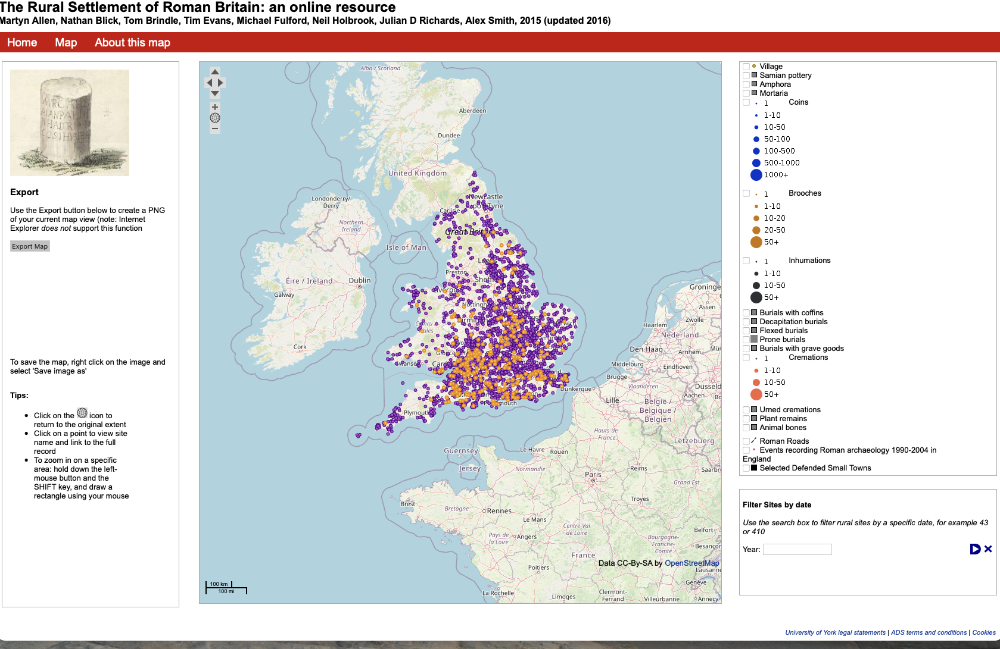 The Rural Settlement of Roman Britain: an online resource
Martyn Allen, Nathan Blick, Tom Brindle, Tim Evans, Michael Fulford, Neil Holbrook, Julian D Richards, Alex Smith, 2015 (updated 2016)
Home Map About this map
Export
Use the Export button below to create a PNG
of your current map view (note: Internet
Explorer does not support this function
Export Map
To save the map, right click on the image and
select 'Save image as'
Tips:
• Click on the icon to
return to the original extent
• Click on a point to view site
name and link to the full
record
• To zoom in on a specific
area: hold down the left-
mouse button and the
SHIFT key, and draw a
rectangle using your mouse
Alba / Scotland
Aberdeen
Dundee
United Kingdom
Londonderry/
Derry
Newcastle
upon Tyne
Carlisle
Northern
Ireland
Isle of Man
Preston
Éire / Ireland
Dublin
Galway
Cork
Plymouth
Groningen
Assen
Haarlem
Zwolle
Nederland
Den Haag
Arnhem
Middelburg
Eindhoven
Brugge
Dunkerque
Vlaanderen
Aachen
Lille
België /
Belgique /
Belgien
Hauts-de-
France
Lëtzebuerg
Guernsey
Le Havre
Rouen
Jersey
Normandie
Reims
Paris
Grand Est
Troyes
Brest
Bretagne
Rennes
Le Mans
Centre-Val
de Loire
Belfort
Pays de
la Loire
Angers
Bourgogne-
Franche-
Comté
Besançon
France
Data CC-By-SA by OpenStreetMap
Poitiers
Lausanne
Genève
100 km
100 mi
La Rochelle
Limoges
Clermont-
Ferrand
Villeurbanne
Annecy
Village
Samian pottery
Amphora
Mortaria
1 Coins
1-10
10-50
50-100
100-500
500-1000
1000+
1 Brooches
1-10
10-20
20-50
50+
1 Inhumations
1-10
10-50
50+
Burials with coffins
Decapitation burials
Flexed burials
Prone burials
Burials with grave goods
1 Cremations
1-10
10-50
50+
Urned cremations
Plant remains
Animal bones
Roman Roads
Events recording Roman archaeology 1990-2004 in
England
Selected Defended Small Towns
Filter Sites by date
Use the search box to filter rural sites by a specific date, for example 43
or 410
Year:
University of York legal statements | ADS terms and conditions | Cookies